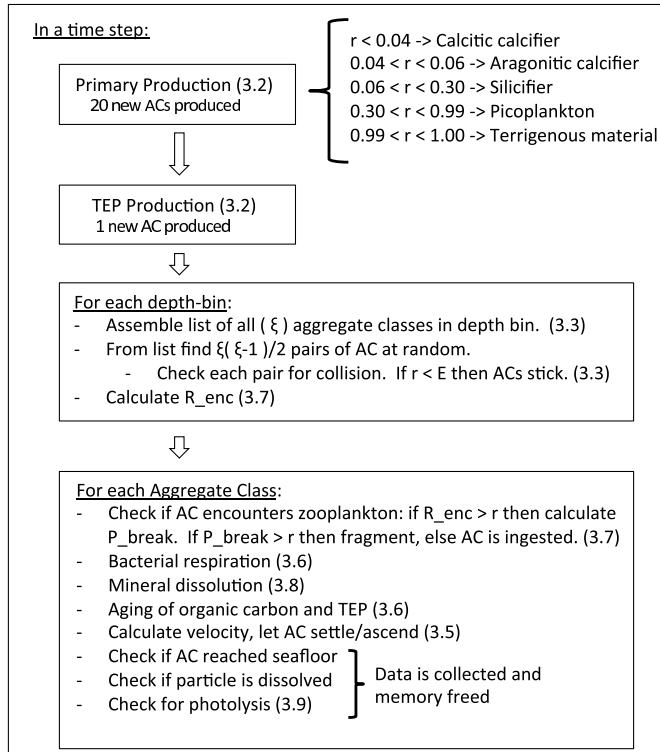 In a time step:
Primary Production (3.2)
20 new ACs produced
r < 0.04 -> Calcitic calcifier
0.04 < r < 0.06 -> Aragonitic calcifier
0.06 < r < 0.30 -> Silicifier
0.30 < r < 0.99 -> Picoplankton
0.99 < r < 1.00 -> Terrigenous material
TEP Production (3.2)
1 new AC produced
For each depth-bin:
- Assemble list of all ( ξ ) aggregate classes in depth bin. (3.3)
- From list find ξ( ξ-1 )/2 pairs of AC at random.
- Check each pair for collision. If r < E then ACs stick. (3.3)
- Calculate R_enc (3.7)
For each Aggregate Class:
- Check if AC encounters zooplankton: if R_enc > r then calculate
P_break. If P_break > r then fragment, else AC is ingested. (3.7)
- Bacterial respiration (3.6)
- Mineral dissolution (3.8)
- Aging of organic carbon and TEP (3.6)
- Calculate velocity, let AC settle/ascend (3.5)
- Check if AC reached seafloor
- Check if particle is dissolved
- Check for photolysis (3.9)
Data is collected and
memory freed